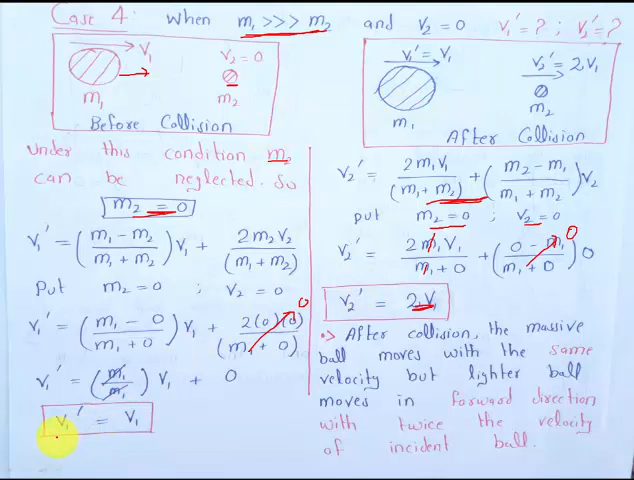 Case 4: When m₁ >>> m₂ and v₂ = 0 v₁' = ? ; v₂' = ?
v₁
v₂ = 0
m₁
m₂
Before Collision
v₁' = v₁
v₂' = 2v₁
m₁
m₂
After Collision
Under this condition m₂
can be neglected. So
m₂ = 0
v₁' = (m₁ - m₂ / m₁ + m₂) v₁ + 2m₂v₂ / (m₁ + m₂)
Put m₂ = 0 ; v₂ = 0
v₁' = (m₁ - 0 / m₁ + 0) v₁ + 2(0)(0) / (m₁ + 0) 0
v₁' = (m₁ / m₁) v₁ + 0
v₁' = v₁
v₂' = 2m₁v₁ / (m₁ + m₂) + (m₂ - m₁ / m₁ + m₂) v₂
put m₂ = 0 ; v₂ = 0
v₂' = 2m₁v₁ / m₁ + 0 + (0 - m₁ / m₁ + 0) 0 0
v₂' = 2v₁
•> After collision, the massive
ball moves with the same
velocity but lighter ball
moves in forward direction
with twice the velocity
of incident ball.